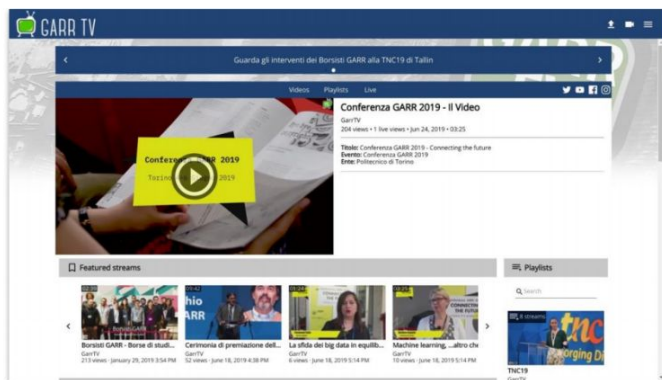 GARR TV
Guarda gli interventi dei Borsisti GARR alla TNC19 di Tallin
Videos Playlists Live
Conferenza GARR 2019 - Il Video
GarrTV
204 views • 1 live views • Jun 24, 2019 • 03:25
Titolo: Conferenza GARR 2019 - Connecting the future
Evento: Conferenza GARR 2019
Ente: Politecnico di Torino
Conferenza GARR 2019
Featured streams
Playlists
Search
09:42
8 streams
Borsisti GARR
Borsisti GARR - Borse di studi...
GarrTV
213 views - January 29, 2019 3:54 PM
Cerimonia di premiazione dell...
GarrTV
52 views - June 18, 2019 4:38 PM
La sfida dei big data in equilib...
GarrTV
6 views - June 18, 2019 5:14 PM
Machine learning, ...altro che
GarrTV
10 views - June 18, 2019 5:14 PM
TNC19
GarrTV